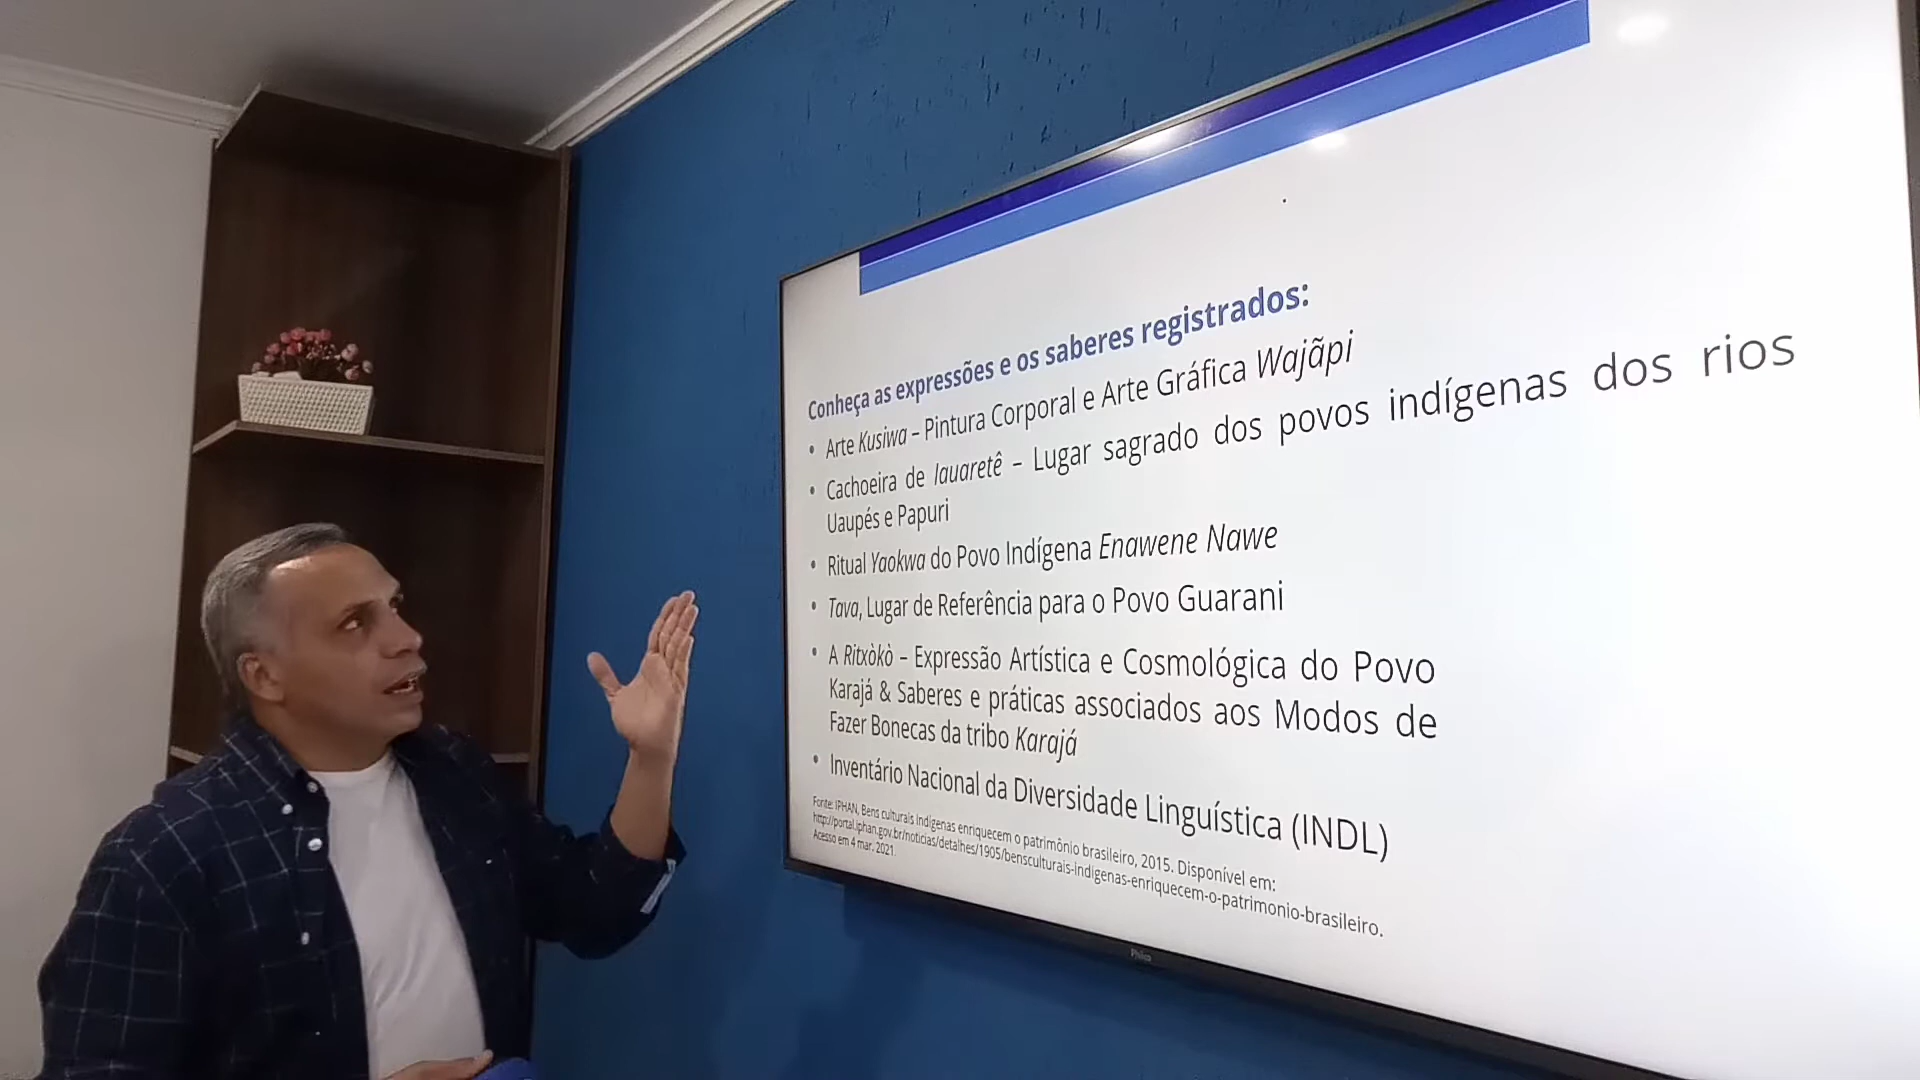 Conheça as expressões e os saberes registrados:
• Arte Kusiwa – Pintura Corporal e Arte Gráfica Wajãpi
• Cachoeira de Iauaretê – Lugar sagrado dos povos indígenas dos rios
Uaupés e Papuri
• Ritual Yaokwa do Povo Indígena Enawene Nawe
• Tava, Lugar de Referência para o Povo Guarani
• A Ritxòkò – Expressão Artística e Cosmológica do Povo
Karajá & Saberes e práticas associados aos Modos de
Fazer Bonecas da tribo Karajá
• Inventário Nacional da Diversidade Linguística (INDL)
Fonte: IPHAN, Bens culturais indígenas enriquecem o patrimônio brasileiro, 2015. Disponível em:
http://portal.iphan.gov.br/noticias/detalhes/1905/bensculturais-indigenas-enriquecem-o-patrimonio-brasileiro.
Acesso em 4 mar. 2021.
Philco